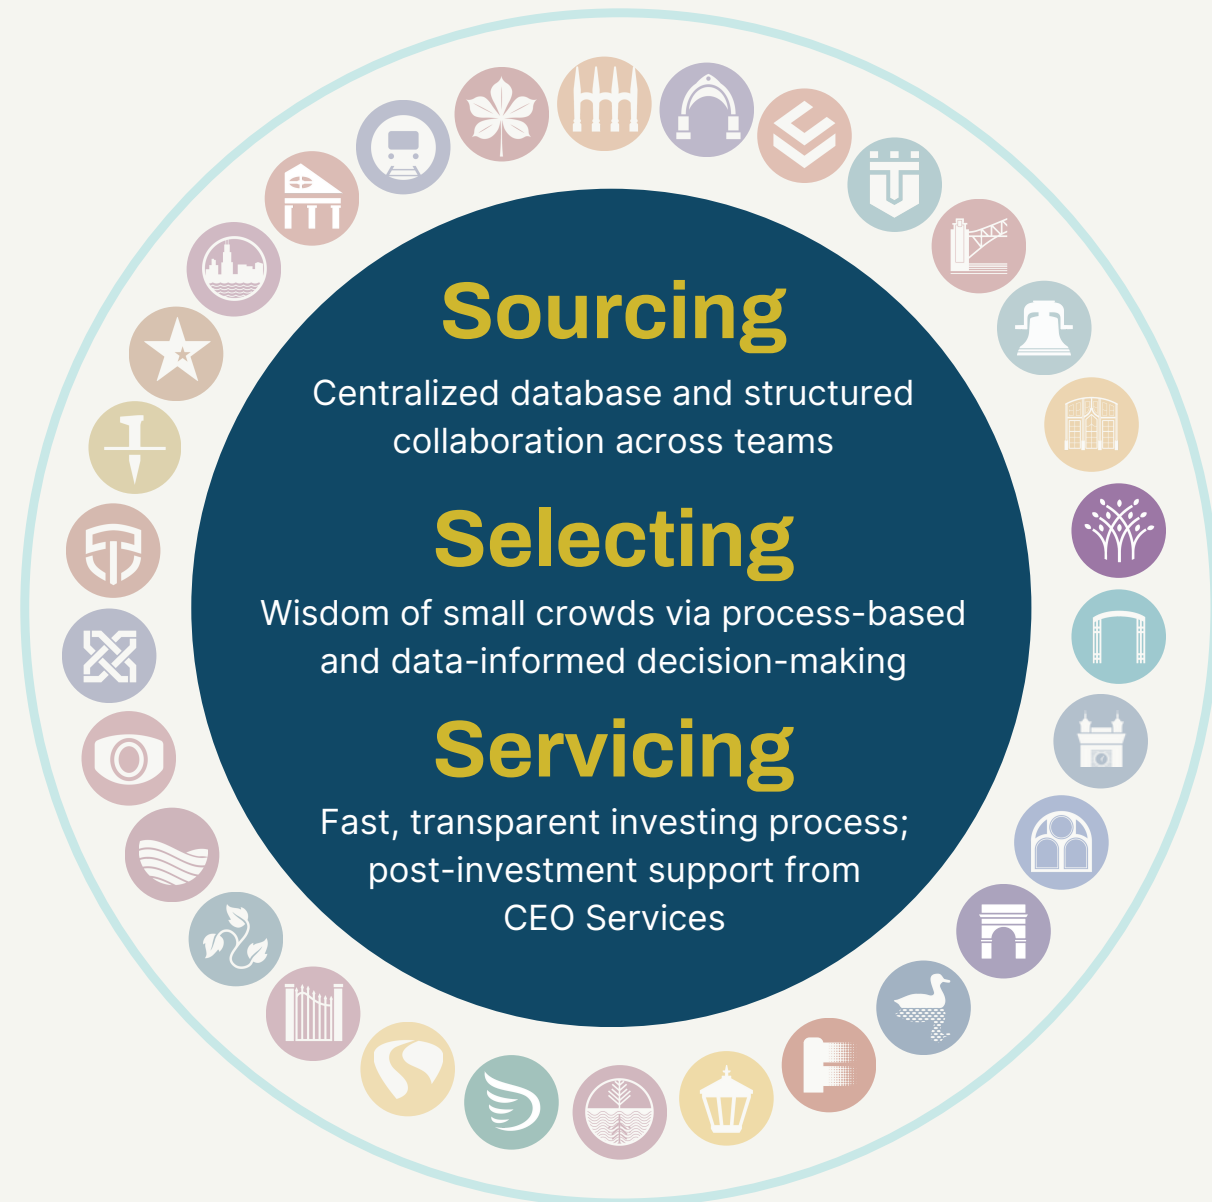 Sourcing
Centralized database and structured
collaboration across teams
Selecting
Wisdom of small crowds via process-based
and data-informed decision-making
Servicing
Fast, transparent investing process;
post-investment support from
CEO Services